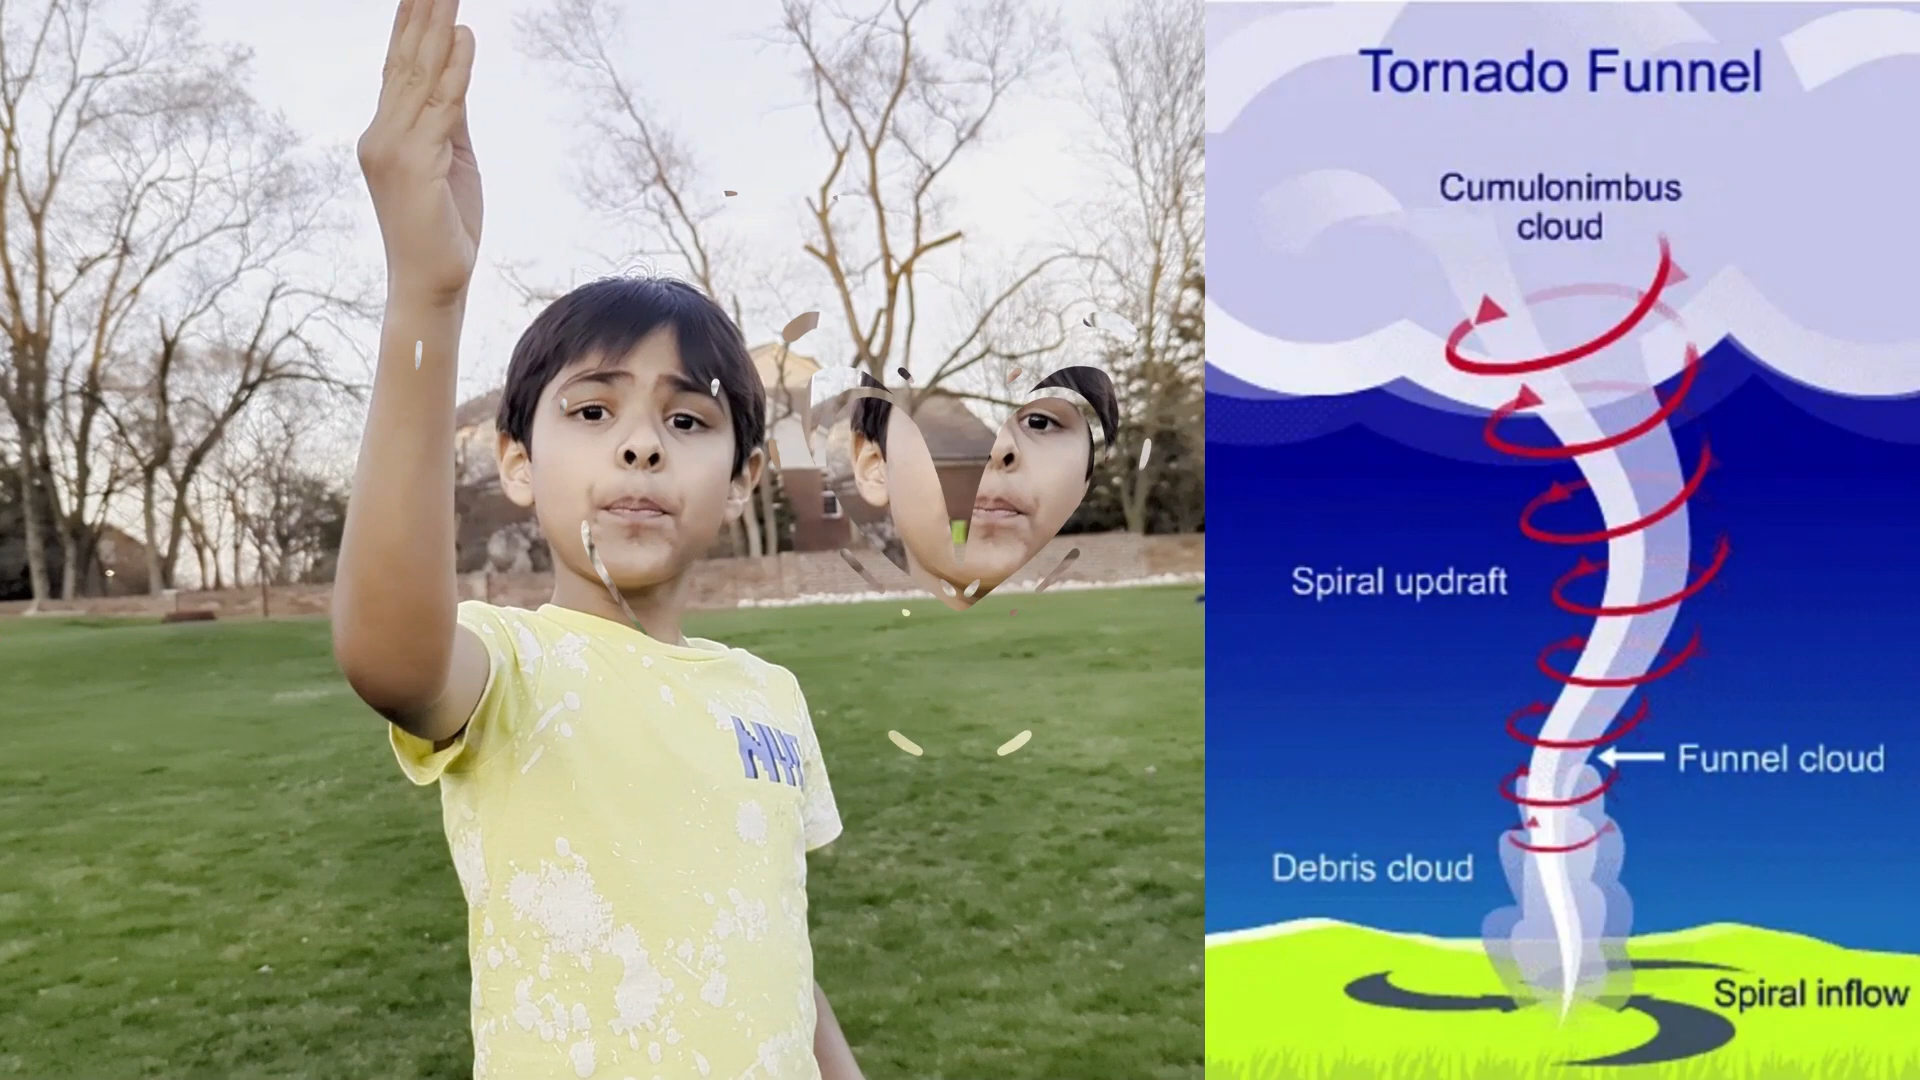 Tornado Funnel
Cumulonimbus
cloud
Spiral updraft
Funnel cloud
Debris cloud
Spiral inflow